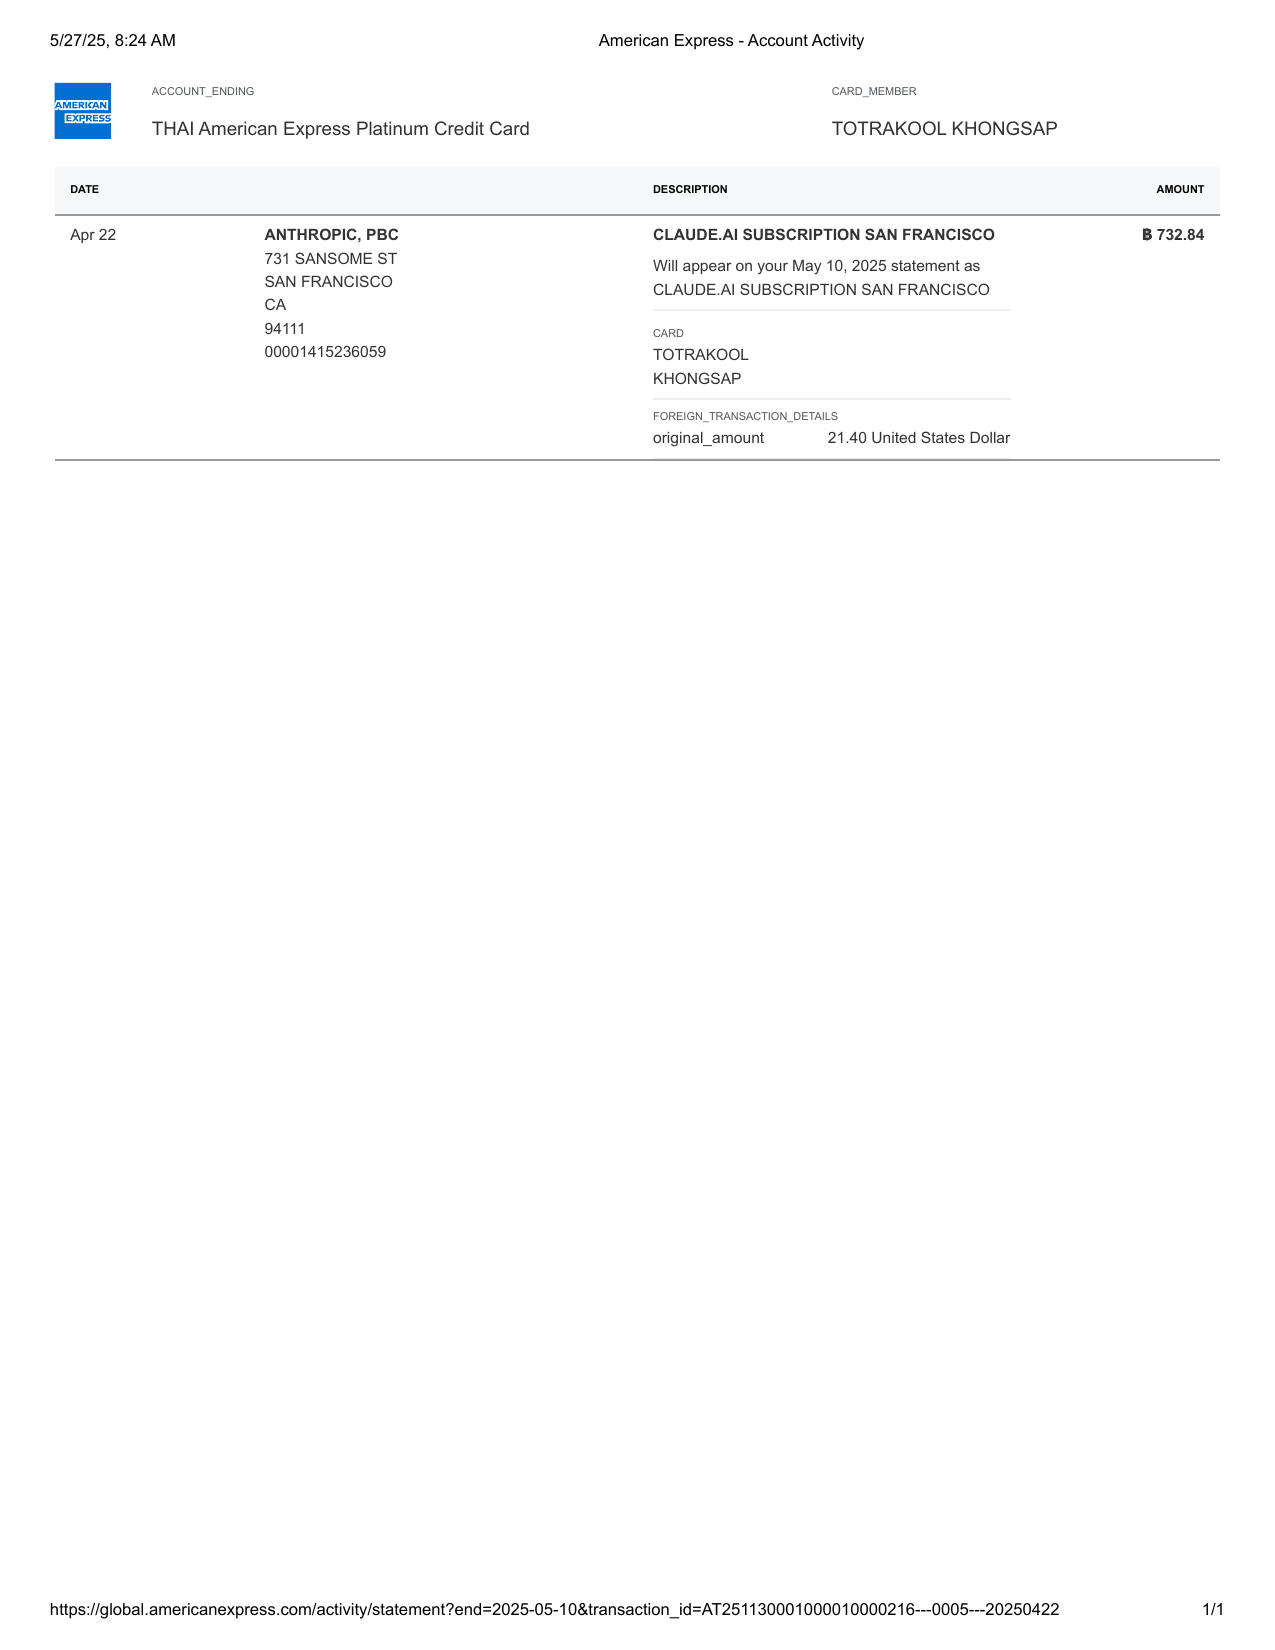 5/27/25, 8:24 AM
American Express - Account Activity
AMERICAN
EXPRESS
ACCOUNT_ENDING
THAI American Express Platinum Credit Card
CARD_MEMBER
TOTRAKOOL KHONGSAP
DATE DESCRIPTION AMOUNT
Apr 22
ANTHROPIC, PBC
731 SANSOME ST
SAN FRANCISCO
CA
94111
00001415236059
CLAUDE.AI SUBSCRIPTION SAN FRANCISCO
Will appear on your May 10, 2025 statement as
CLAUDE.AI SUBSCRIPTION SAN FRANCISCO
CARD
TOTRAKOOL
KHONGSAP
FOREIGN_TRANSACTION_DETAILS
original_amount 21.40 United States Dollar
฿ 732.84
https://global.americanexpress.com/activity/statement?end=2025-05-10&transaction_id=AT251130001000010000216---0005---20250422
1/1